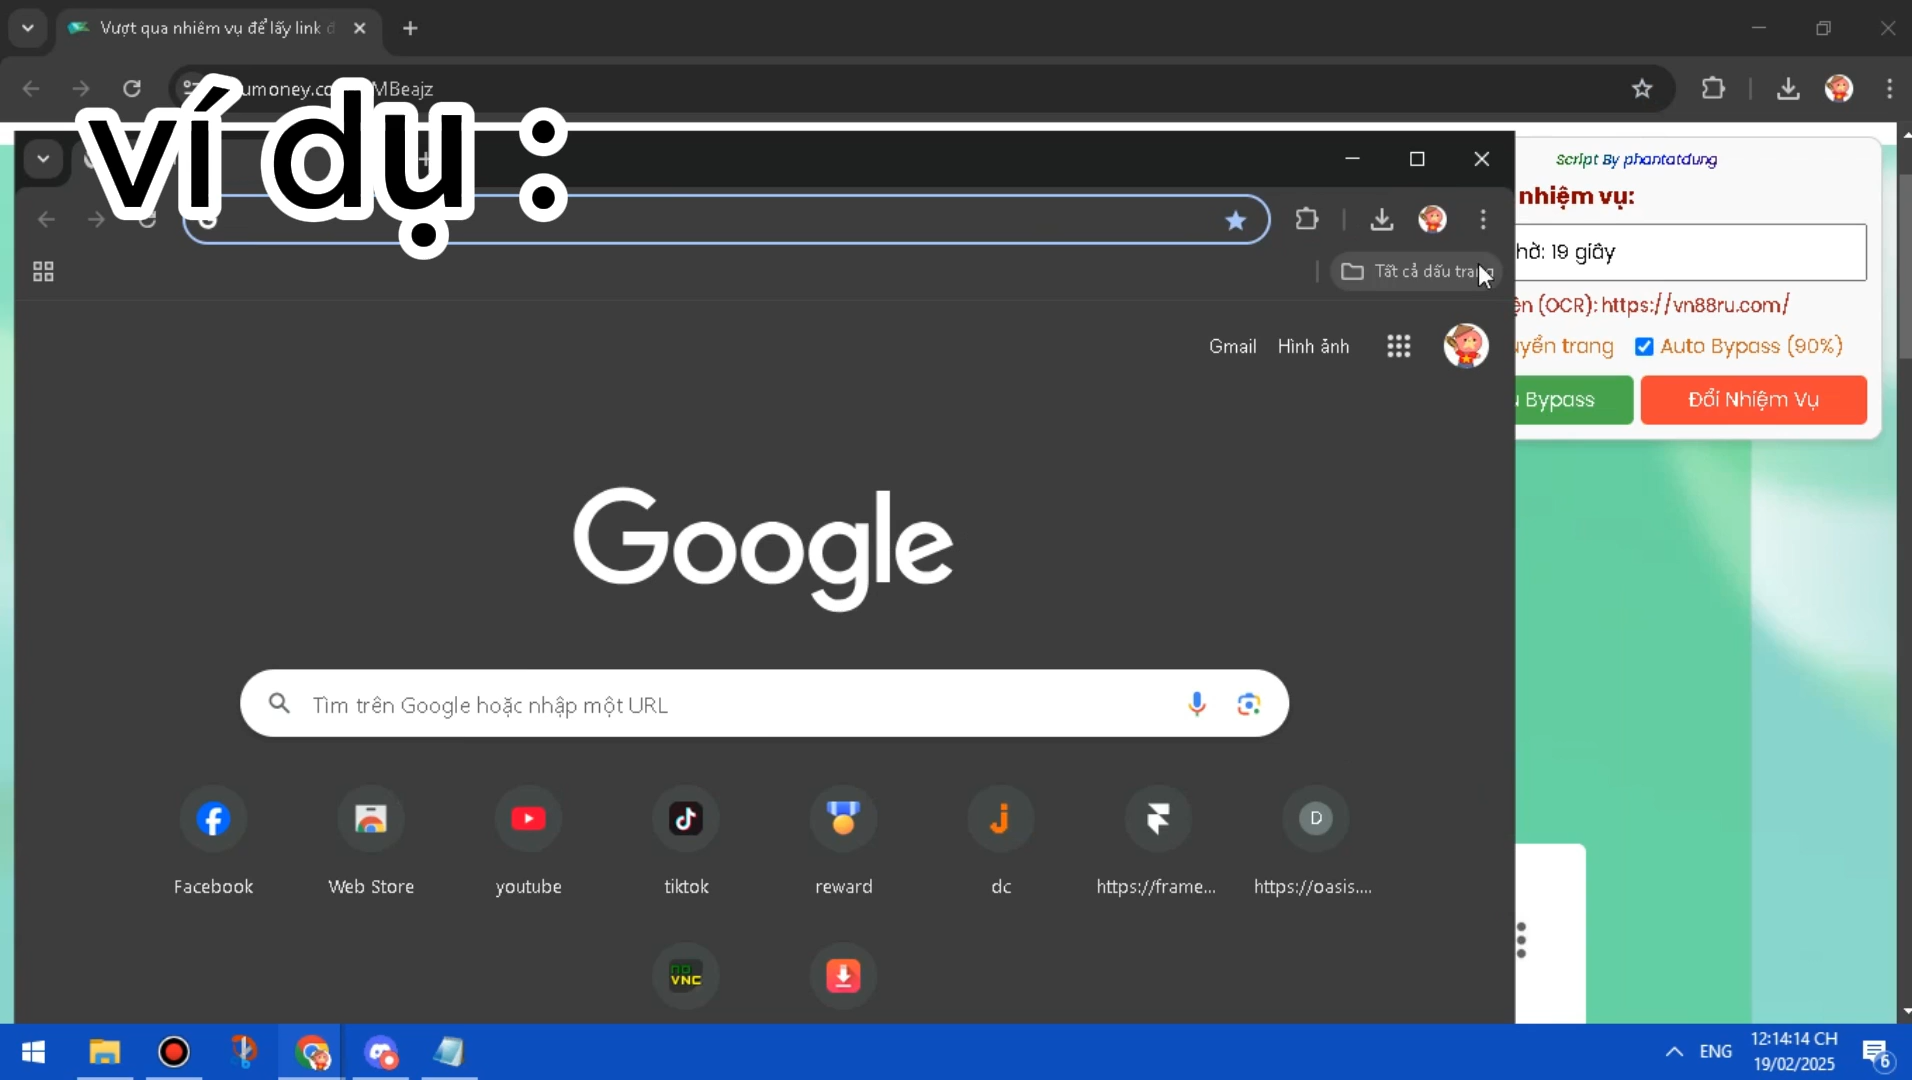 Vượt qua nhiệm vụ để lấy link đ
umoney.co
MBeajz
ví dụ :
Script By phantatdung
nhiệm vụ:
hờ: 19 giây
ện (OCR): https://vn88ru.com/
yển trang
Auto Bypass (90%)
Bypass
Đổi Nhiệm Vụ
Tất cả dấu trang
Gmail
Hình ảnh
Google
Tìm trên Google hoặc nhập một URL
Facebook
Web Store
youtube
tiktok
reward
dc
https://frame...
D
https://oasis....
no
VNC
ENG
12:14:14 CH
19/02/2025
6